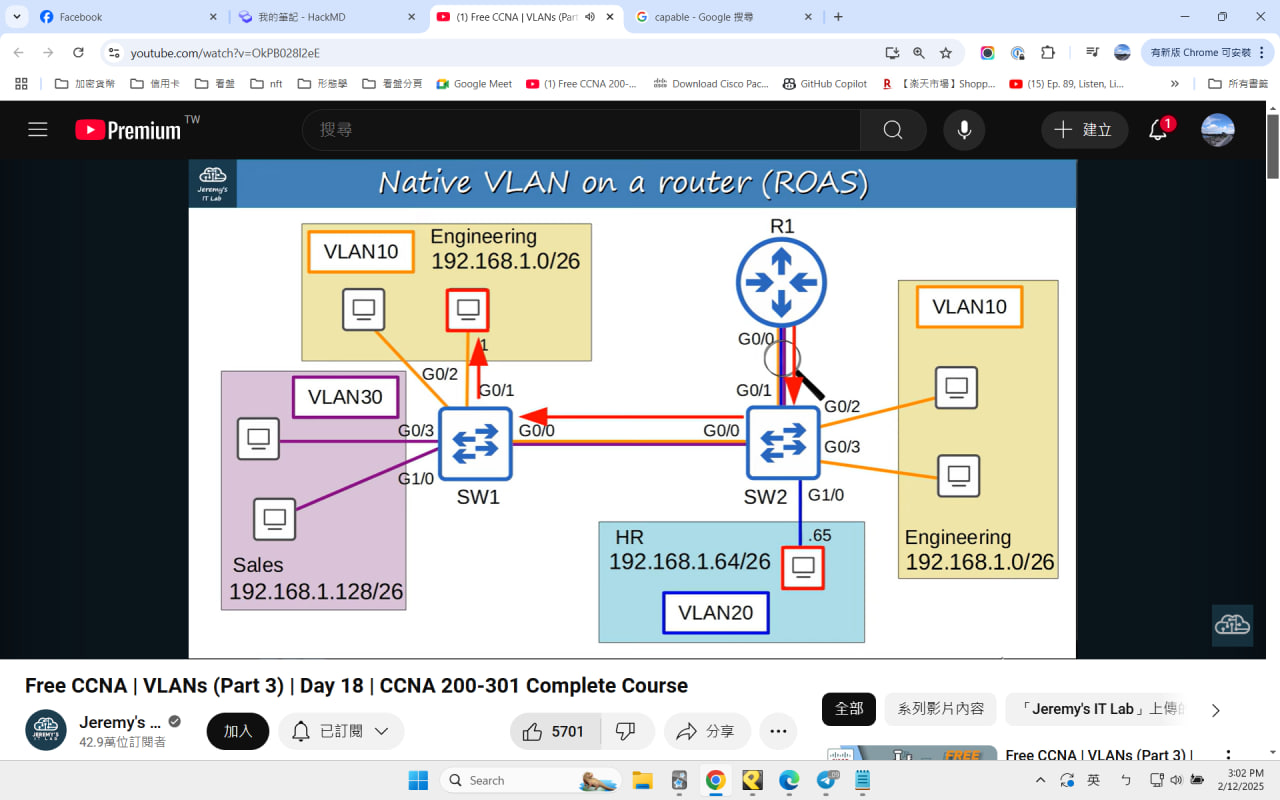 Facebook
我的筆記 - HackMD
(1) Free CCNA | VLANs (Part
capable - Google 搜尋
youtube.com/watch?v=OkPB028l2eE
有新版 Chrome 可安裝
加密貨幣
信用卡
看盤
nft
形態學
看盤分頁
Google Meet
(1) Free CCNA 200-...
Download Cisco Pac...
GitHub Copilot
【楽天市場】Shopp...
(15) Ep. 89, Listen, Li...
所有書籤
Premium TW
搜尋
建立
1
Jeremy's
IT Lab
Native VLAN on a router (ROAS)
VLAN10
Engineering
192.168.1.0/26
R1
VLAN10
G0/0
.1
G0/2
G0/1
G0/1
VLAN30
G0/2
G0/3
G0/0
G0/0
G0/3
G1/0
SW1
SW2
G1/0
HR
.65
192.168.1.64/26
Engineering
192.168.1.0/26
Sales
192.168.1.128/26
VLAN20
Free CCNA | VLANs (Part 3) | Day 18 | CCNA 200-301 Complete Course
Jeremy's ...
42.9萬位訂閱者
加入
已訂閱
5701
分享
全部
系列影片內容
「Jeremy's IT Lab」上傳的
FREE
Free CCNA | VLANs (Part 3) |
Search
英
3:02 PM
2/12/2025